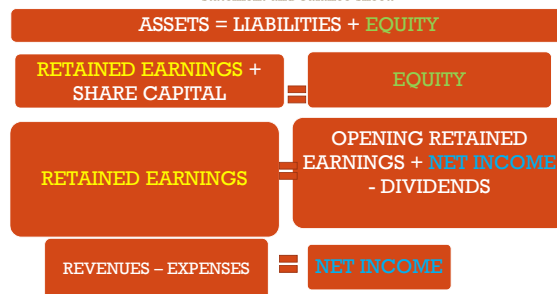 ASSETS = LIABILITIES + EQUITY
RETAINED EARNINGS +
SHARE CAPITAL
=
EQUITY
RETAINED EARNINGS
=
OPENING RETAINED
EARNINGS + NET INCOME
- DIVIDENDS
REVENUES – EXPENSES
=
NET INCOME